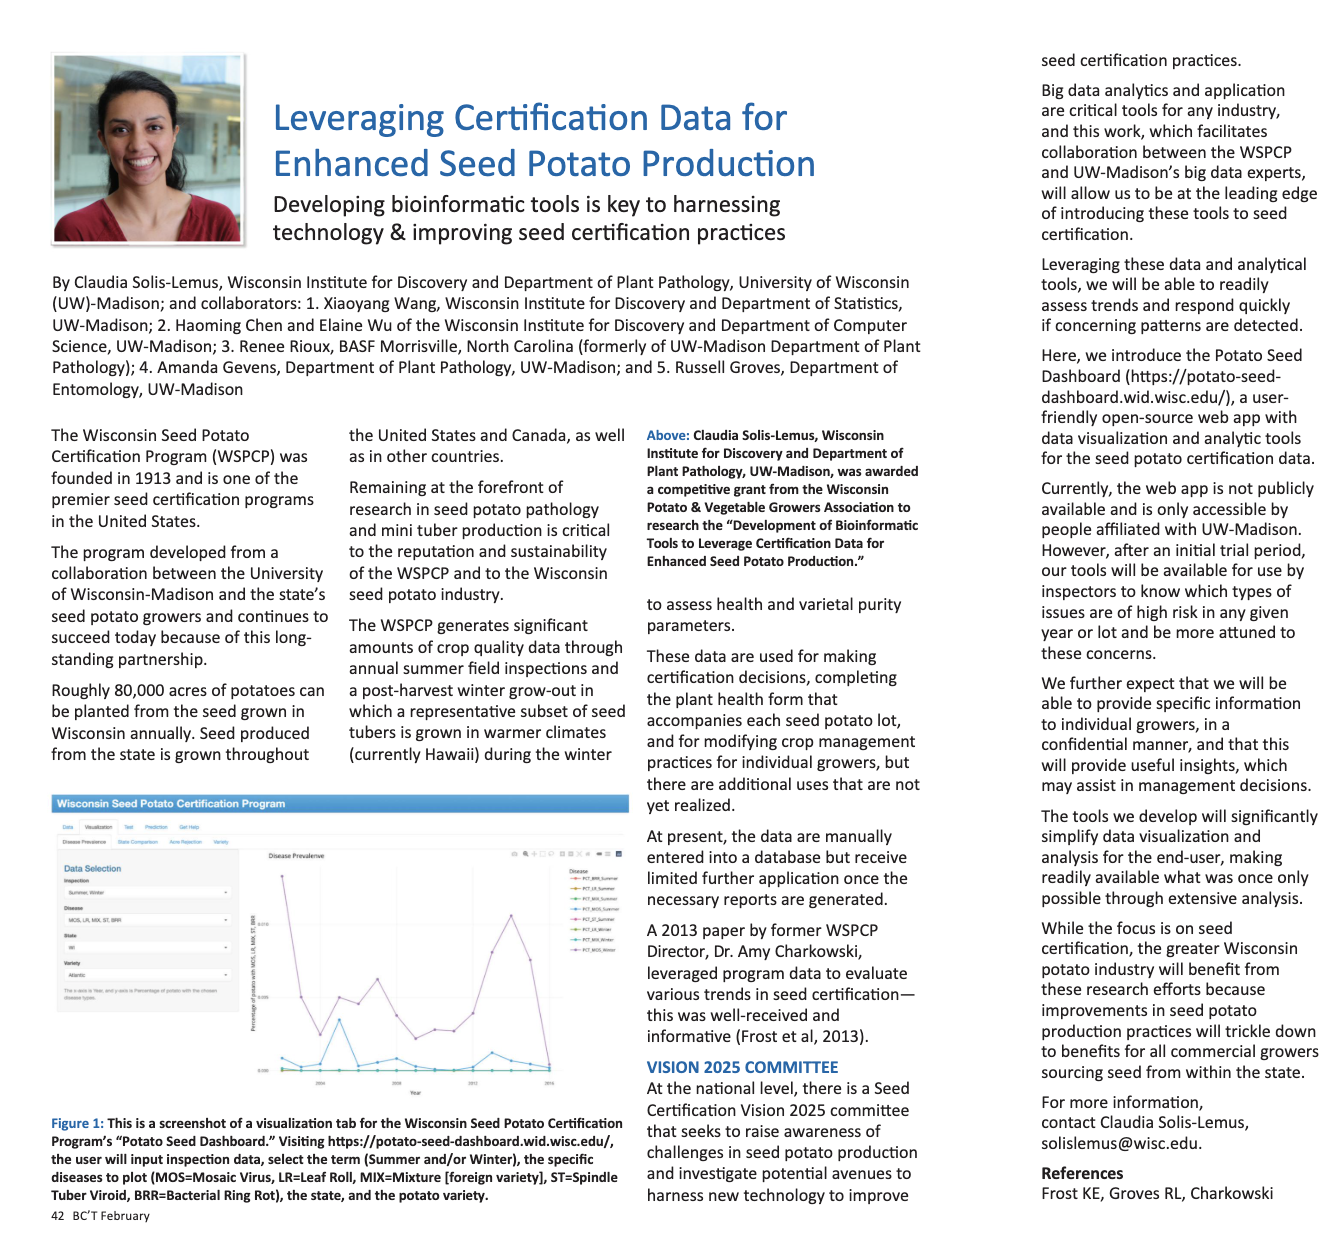 Leveraging Certification Data for
Enhanced Seed Potato Production
Developing bioinformatic tools is key to harnessing
technology & improving seed certification practices
By Claudia Solis-Lemus, Wisconsin Institute for Discovery and Department of Plant Pathology, University of Wisconsin
(UW)-Madison; and collaborators: 1. Xiaoyang Wang, Wisconsin Institute for Discovery and Department of Statistics,
UW-Madison; 2. Haoming Chen and Elaine Wu of the Wisconsin Institute for Discovery and Department of Computer
Science, UW-Madison; 3. Renee Rioux, BASF Morrisville, North Carolina (formerly of UW-Madison Department of Plant
Pathology); 4. Amanda Gevens, Department of Plant Pathology, UW-Madison; and 5. Russell Groves, Department of
Entomology, UW-Madison
The Wisconsin Seed Potato
Certification Program (WSPCP) was
founded in 1913 and is one of the
premier seed certification programs
in the United States.
The program developed from a
collaboration between the University
of Wisconsin-Madison and the state's
seed potato growers and continues to
succeed today because of this long-
standing partnership.
Roughly 80,000 acres of potatoes can
be planted from the seed grown in
Wisconsin annually. Seed produced
from the state is grown throughout
the United States and Canada, as well
as in other countries.
Remaining at the forefront of
research in seed potato pathology
and mini tuber production is critical
to the reputation and sustainability
of the WSPCP and to the Wisconsin
seed potato industry.
The WSPCP generates significant
amounts of crop quality data through
annual summer field inspections and
a post-harvest winter grow-out in
which a representative subset of seed
tubers is grown in warmer climates
(currently Hawaii) during the winter
Above: Claudia Solis-Lemus, Wisconsin
Institute for Discovery and Department of
Plant Pathology, UW-Madison, was awarded
a competitive grant from the Wisconsin
Potato & Vegetable Growers Association to
research the “Development of Bioinformatic
Tools to Leverage Certification Data for
Enhanced Seed Potato Production.”
to assess health and varietal purity
parameters.
These data are used for making
certification decisions, completing
the plant health form that
accompanies each seed potato lot,
and for modifying crop management
practices for individual growers, but
there are additional uses that are not
yet realized.
At present, the data are manually
entered into a database but receive
limited further application once the
necessary reports are generated.
A 2013 paper by former WSPCP
Director, Dr. Amy Charkowski,
leveraged program data to evaluate
various trends in seed certification—
this was well-received and
informative (Frost et al, 2013).
VISION 2025 COMMITTEE
At the national level, there is a Seed
Certification Vision 2025 committee
that seeks to raise awareness of
challenges in seed potato production
and investigate potential avenues to
harness new technology to improve
Wisconsin Seed Potato Certification Program
Data Visualization Test Prediction Get Help
Disease Prevalence State Comparison Acre Rejection Variety
Data Selection
Inspection
Summer, Winter
Disease
MOS, LR, MIX, ST, BRR
State
WI
Variety
Atlantic
The x-axis is Year, and y-axis is Percentage of potato with the chosen
disease types.
Disease Prevalence
Percentage of potato with MOS, LR, MIX, ST, BRR
Year
Disease
PCT_BRR_Summer
PCT_LR_Summer
PCT_MIX_Summer
PCT_MOS_Summer
PCT_ST_Summer
PCT_LR_Winter
PCT_MIX_Winter
PCT_MOS_Winter
Figure 1: This is a screenshot of a visualization tab for the Wisconsin Seed Potato Certification
Program's “Potato Seed Dashboard.” Visiting https://potato-seed-dashboard.wid.wisc.edu/,
the user will input inspection data, select the term (Summer and/or Winter), the specific
diseases to plot (MOS=Mosaic Virus, LR=Leaf Roll, MIX=Mixture [foreign variety], ST=Spindle
Tuber Viroid, BRR=Bacterial Ring Rot), the state, and the potato variety.
42 BC'T February
seed certification practices.
Big data analytics and application
are critical tools for any industry,
and this work, which facilitates
collaboration between the WSPCP
and UW-Madison's big data experts,
will allow us to be at the leading edge
of introducing these tools to seed
certification.
Leveraging these data and analytical
tools, we will be able to readily
assess trends and respond quickly
if concerning patterns are detected.
Here, we introduce the Potato Seed
Dashboard (https://potato-seed-
dashboard.wid.wisc.edu/), a user-
friendly open-source web app with
data visualization and analytic tools
for the seed potato certification data.
Currently, the web app is not publicly
available and is only accessible by
people affiliated with UW-Madison.
However, after an initial trial period,
our tools will be available for use by
inspectors to know which types of
issues are of high risk in any given
year or lot and be more attuned to
these concerns.
We further expect that we will be
able to provide specific information
to individual growers, in a
confidential manner, and that this
will provide useful insights, which
may assist in management decisions.
The tools we develop will significantly
simplify data visualization and
analysis for the end-user, making
readily available what was once only
possible through extensive analysis.
While the focus is on seed
certification, the greater Wisconsin
potato industry will benefit from
these research efforts because
improvements in seed potato
production practices will trickle down
to benefits for all commercial growers
sourcing seed from within the state.
For more information,
contact Claudia Solis-Lemus,
solislemus@wisc.edu.
References
Frost KE, Groves RL, Charkowski